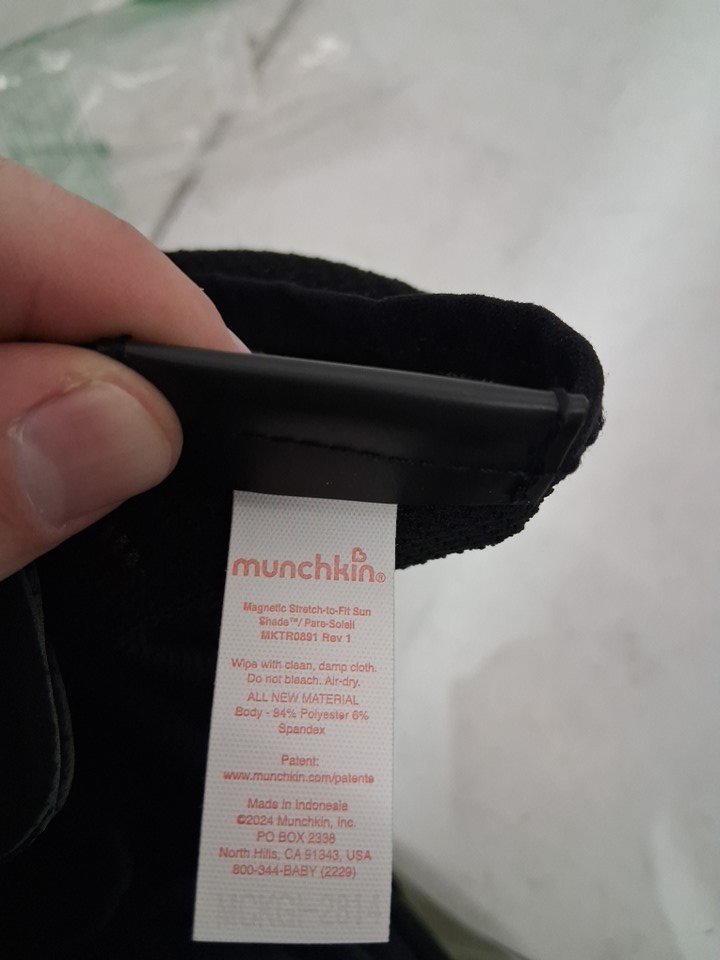 munchkin®
Magnetic Stretch-to-Fit Sun
Shade™/ Pare-Soleil
MKTR0891 Rev 1
Wipe with clean, damp cloth.
Do not bleach. Air-dry.
ALL NEW MATERIAL
Body - 94% Polyester 6%
Spandex
Patent:
www.munchkin.com/patents
Made in Indonesia
©2024 Munchkin, Inc.
PO BOX 2338
North Hills, CA 91343, USA
800-344-BABY (2229)